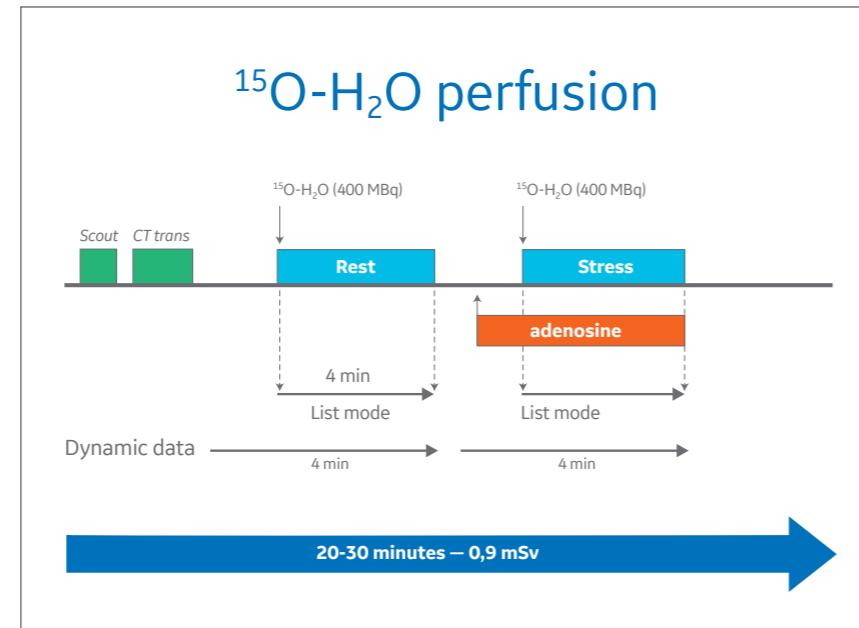 ¹⁵O-H₂O perfusion
¹⁵O-H₂O (400 MBq) ¹⁵O-H₂O (400 MBq)
Scout CT trans
Rest Stress
adenosine
4 min
List mode List mode
Dynamic data
4 min 4 min
20-30 minutes — 0,9 mSv